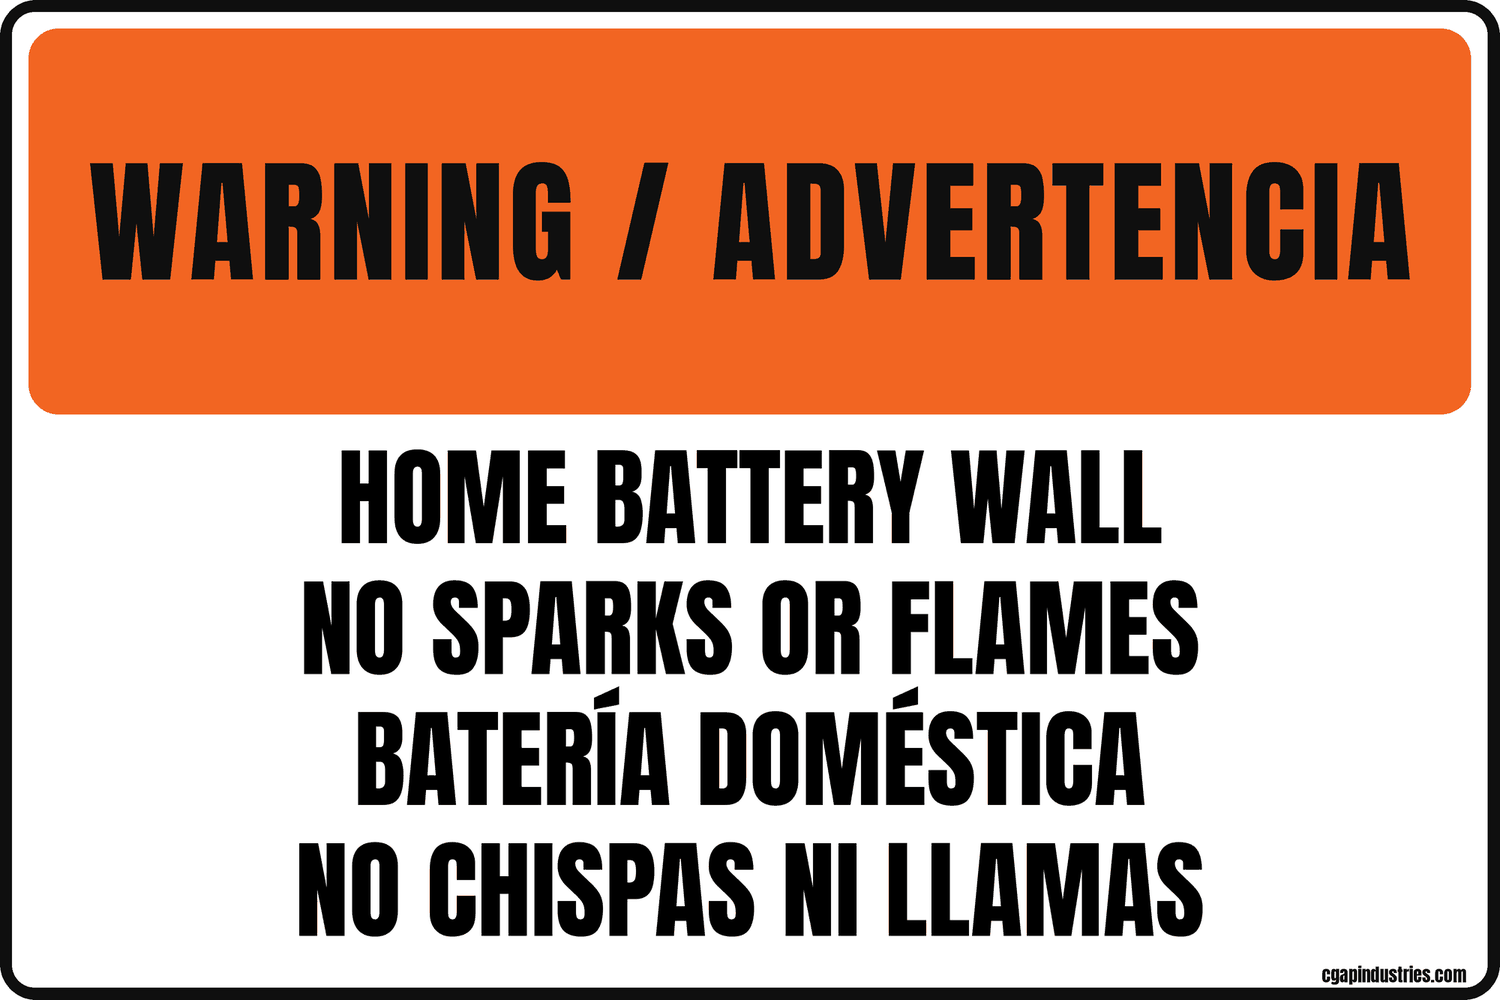 WARNING / ADVERTENCIA
HOME BATTERY WALL
NO SPARKS OR FLAMES
BATERÍA DOMÉSTICA
NO CHISPAS NI LLAMAS
cgapindustries.com